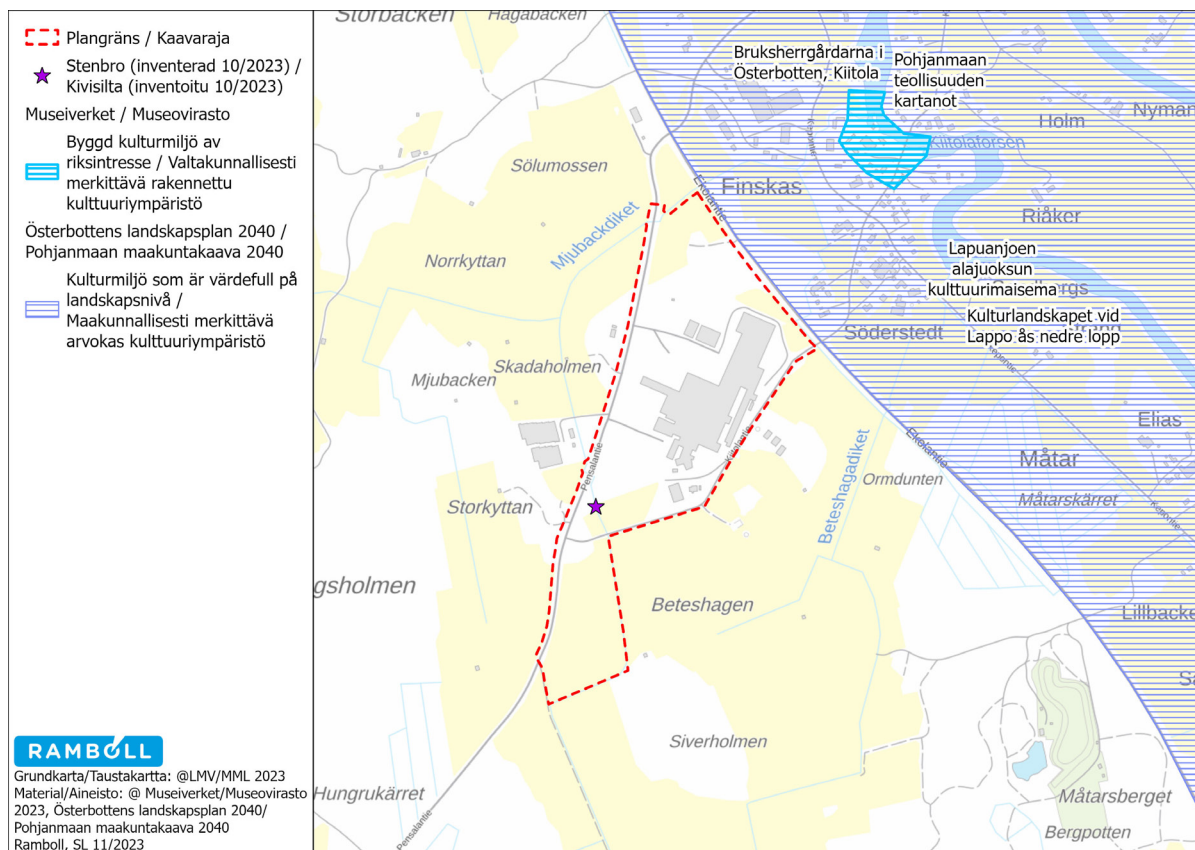 Plangräns / Kaavaraja
Stenbro (inventerad 10/2023) /
Kivisilta (inventoitu 10/2023)
Museiverket / Museovirasto
Byggd kulturmiljö av
riksintresse / Valtakunnallisesti
merkittävä rakennettu
kulttuuriympäristö
Österbottens landskapsplan 2040 /
Pohjanmaan maakuntakaava 2040
Kulturmiljö som är värdefull på
landskapsnivå /
Maakunnallisesti merkittävä
arvokas kulttuuriympäristö
RAMBOLL
Grundkarta/Taustakartta: @LMV/MML 2023
Material/Aineisto: @ Museiverket/Museovirasto
2023, Österbottens landskapsplan 2040/
Pohjanmaan maakuntakaava 2040
Ramboll, SL 11/2023
Storbacken
Hagabacken
Bruksherrgårdarna i
Österbotten, Kiitola
Pohjanmaan
teollisuuden
kartanot
Nyman
Holm
Kiitolaforsen
Sölumossen
Finskas
Ekolantie
Riåker
Mjubackdiket
Norrkyttan
Lapuanjoen
alajuoksun
kulttuurimaisema
Kulturlandskapet vid
Lappo ås nedre lopp
Söderstedt
Skadaholmen
Mjubacken
Elias
Pensalantie
Kiitolantie
Ekolantie
Måtar
Beteshagadiket
Ormdunten
Måtarskärret
Storkyttan
gsholmen
Beteshagen
Lillbacke
Siverholmen
Hungrukärret
Pensalantie
Måtarsberget
Bergpotten